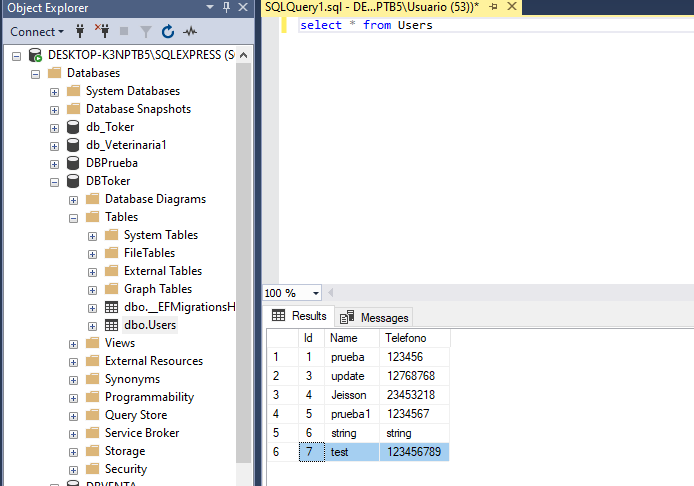 Object Explorer
Connect
DESKTOP-K3NPTB5\SQLEXPRESS (S
Databases
System Databases
Database Snapshots
db_Toker
db_Veterinaria1
DBPrueba
DBToker
Database Diagrams
Tables
System Tables
FileTables
External Tables
Graph Tables
dbo.__EFMigrationsH
dbo.Users
Views
External Resources
Synonyms
Programmability
Query Store
Service Broker
Storage
Security
DBVENTA
SQLQuery1.sql - DE...PTB5\Usuario (53))*
select * from Users
100 %
Results Messages
Id Name Telefono
1 1 prueba 123456
2 3 update 12768768
3 4 Jeisson 23453218
4 5 prueba1 1234567
5 6 string string
6 7 test 123456789